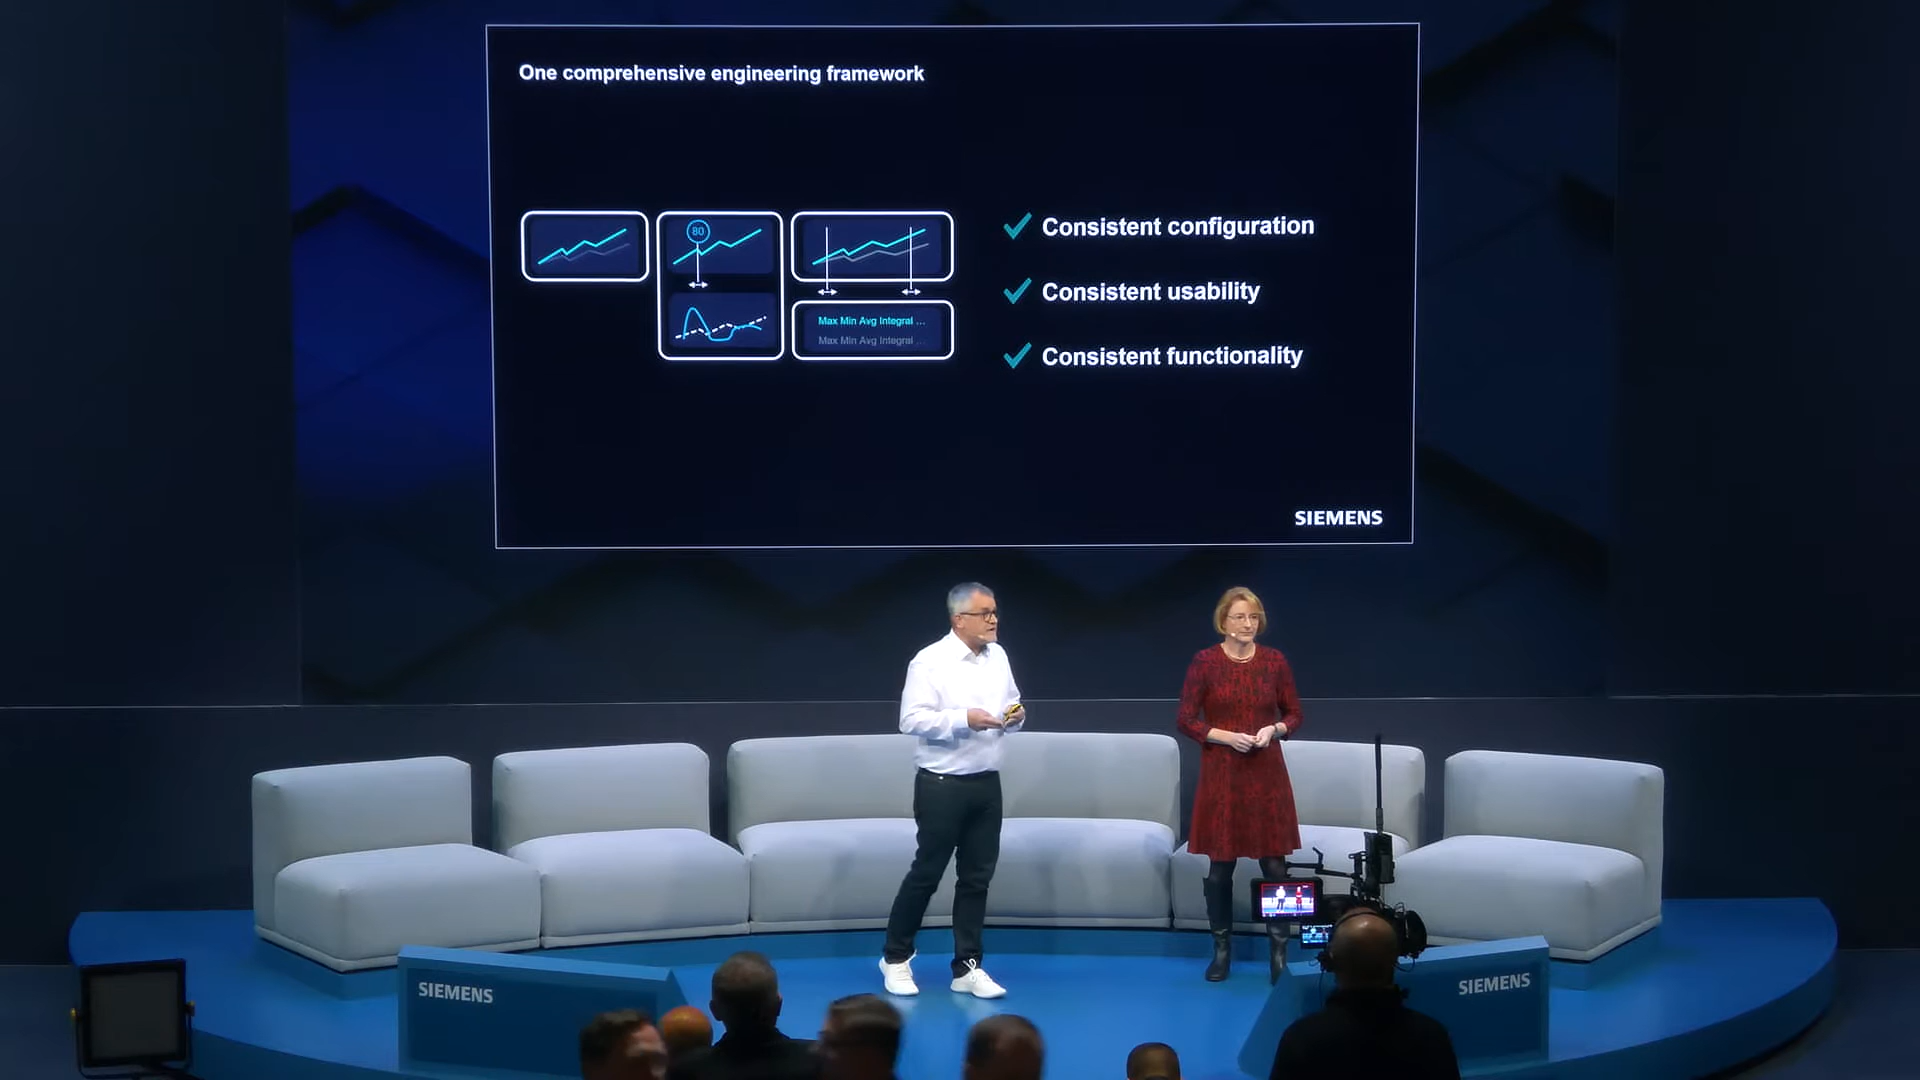 One comprehensive engineering framework
80
Max Min Avg Integral ...
Max Min Avg Integral ...
Consistent configuration
Consistent usability
Consistent functionality
SIEMENS
SIEMENS
SIEMENS